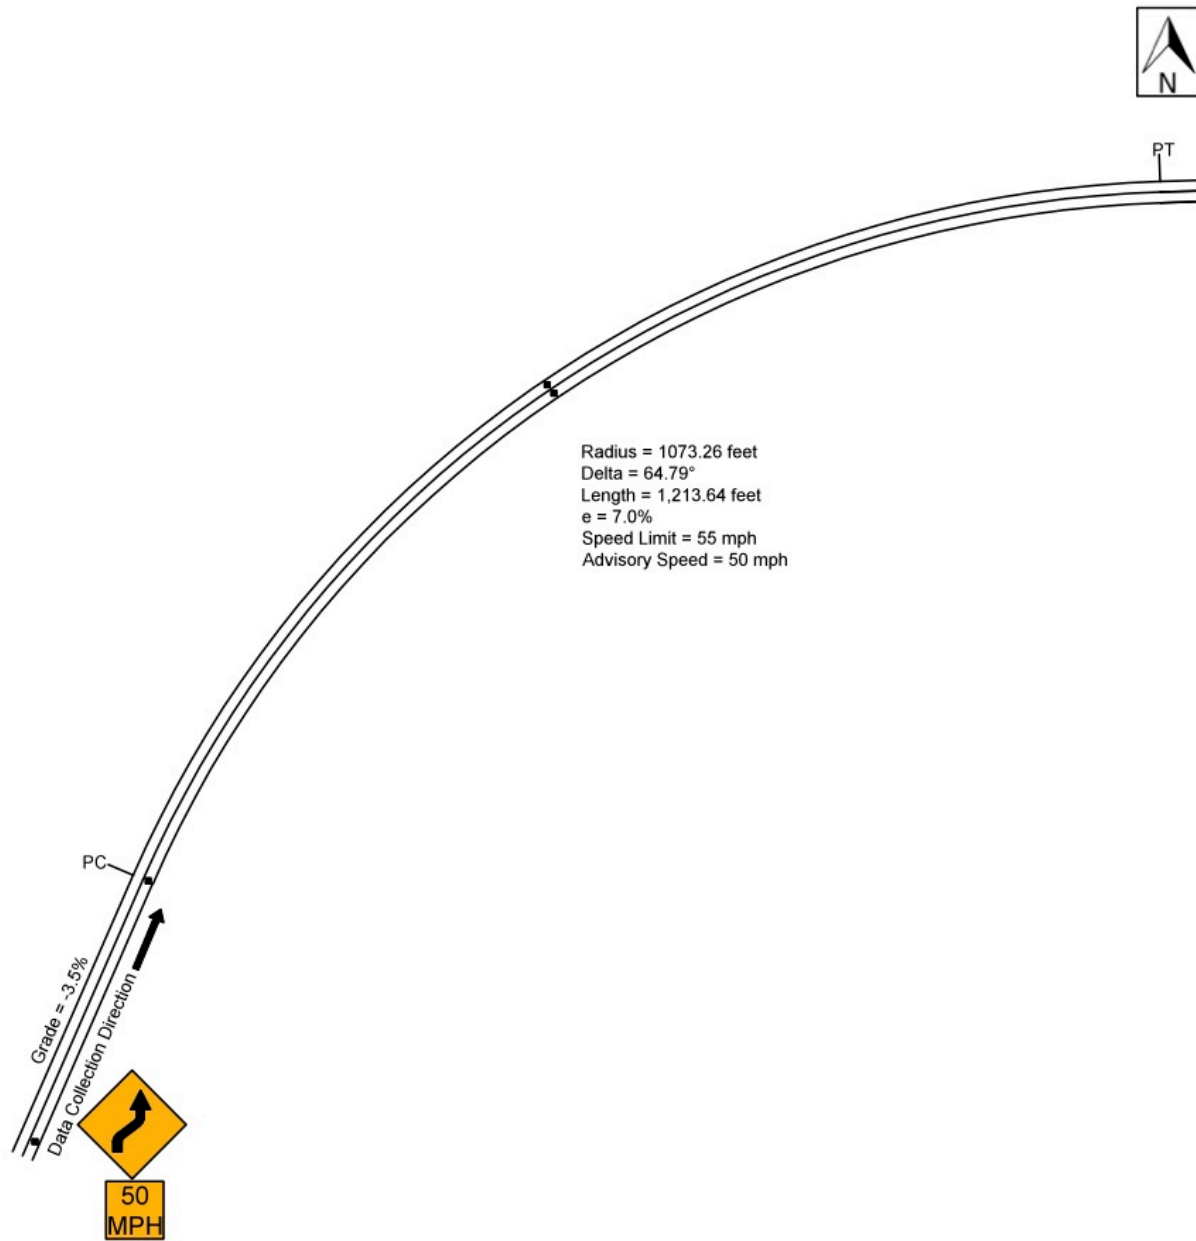 N
PT
Radius = 1073.26 feet
Delta = 64.79°
Length = 1,213.64 feet
e = 7.0%
Speed Limit = 55 mph
Advisory Speed = 50 mph
PC
Grade = -3.5%
Data Collection Direction
50
MPH